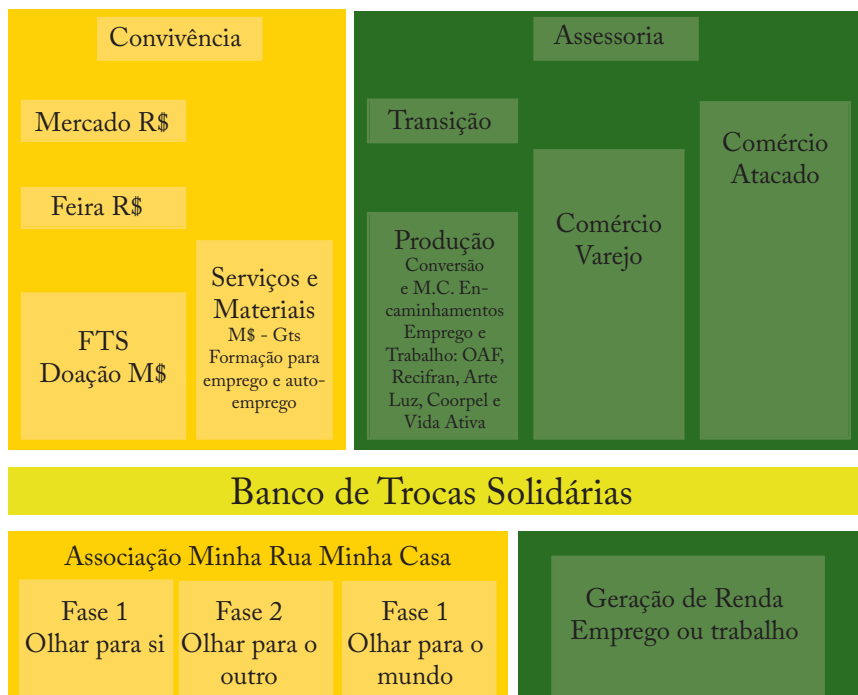 Convivência
Mercado R$
Feira R$
FTS
Doação M$
Serviços e
Materiais
M$ - Gts
Formação para
emprego e auto-
emprego
Assessoria
Transição
Produção
Conversão
e M.C. En-
caminhamentos
Emprego e
Trabalho: OAF,
Recifran, Arte
Luz, Coorpel e
Vida Ativa
Comércio
Varejo
Comércio
Atacado
Banco de Trocas Solidárias
Associação Minha Rua Minha Casa
Fase 1
Olhar para si
Fase 2
Olhar para o
outro
Fase 1
Olhar para o
mundo
Geração de Renda
Emprego ou trabalho